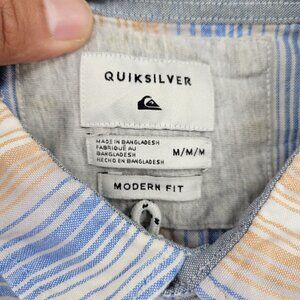 QUIKSILVER
MADE IN BANGLADESH
FABRIQUÉ AU
BANGLADESH
HECHO EN BANGLADESH
M/M/M
MODERN FIT